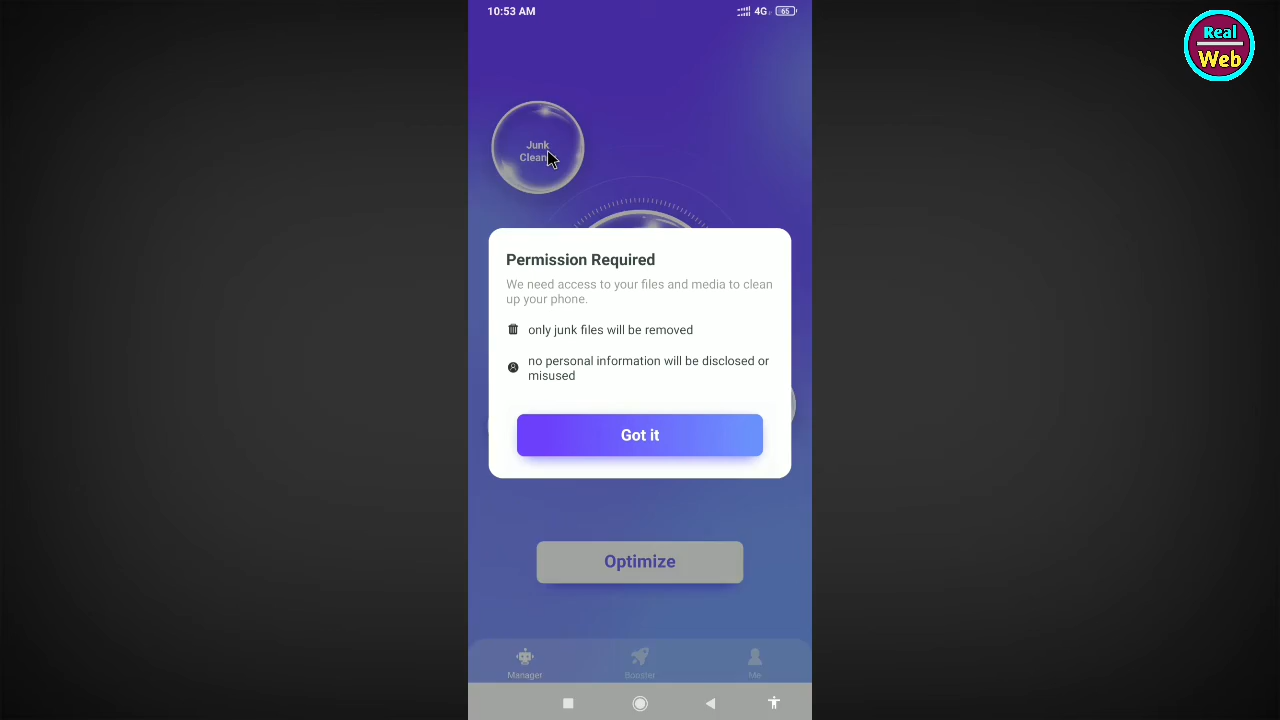 10:53 AM
4G
65
Real
Web
Junk
Clean
Permission Required
We need access to your files and media to clean
up your phone.
only junk files will be removed
no personal information will be disclosed or
misused
Got it
Optimize
Manager
Booster
Me